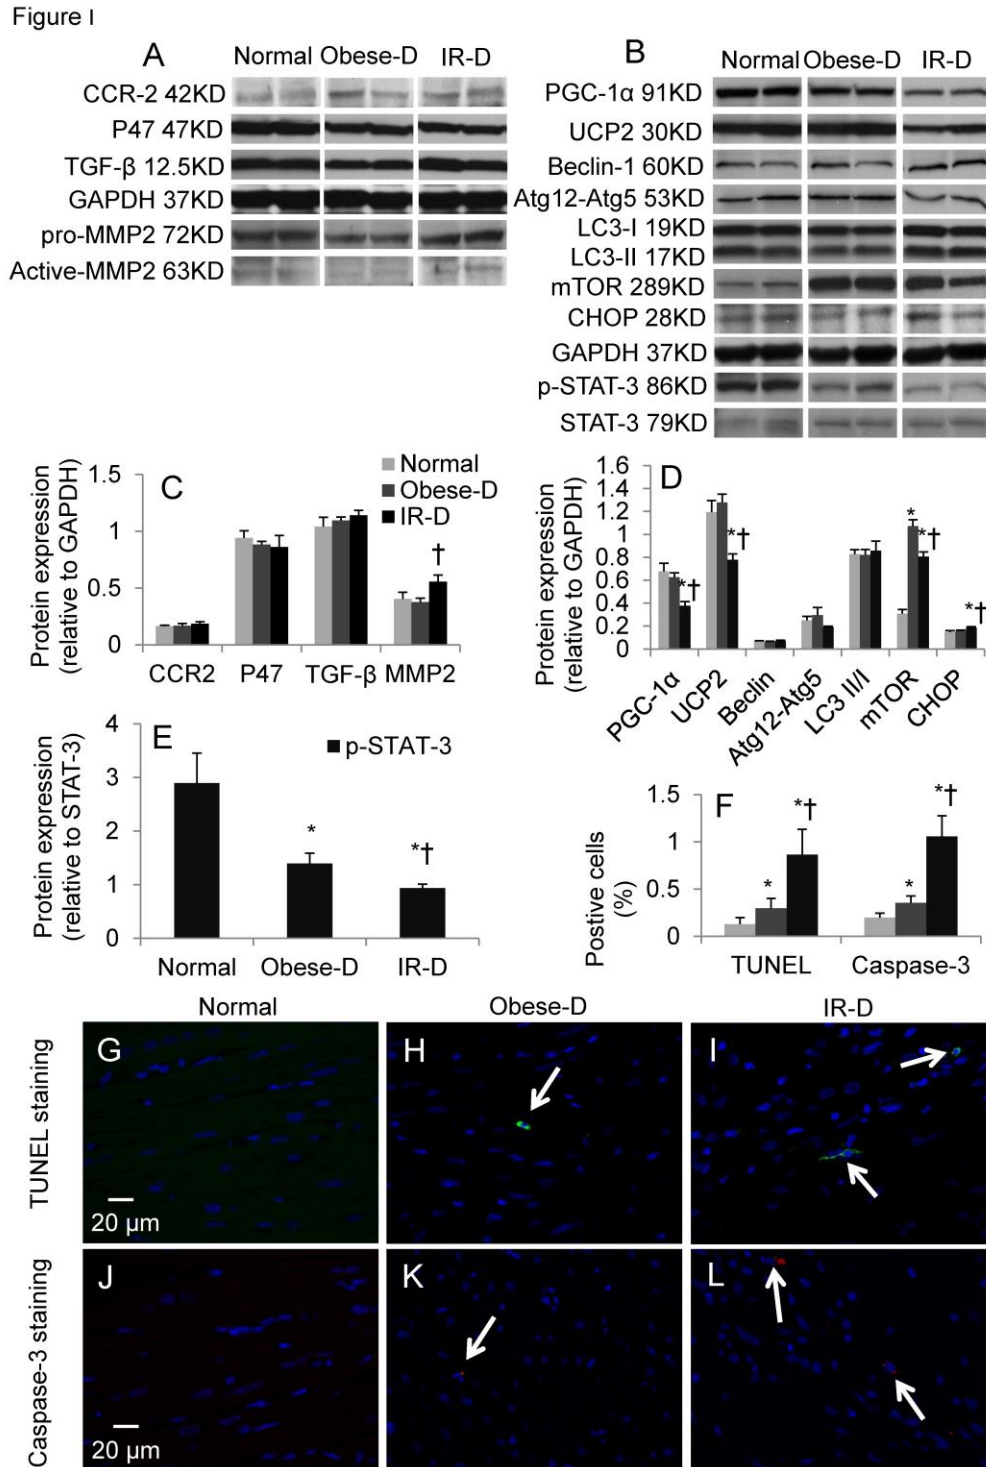 Figure I
A
Normal Obese-D IR-D
CCR-2 42KD
P47 47KD
TGF-β 12.5KD
GAPDH 37KD
pro-MMP2 72KD
Active-MMP2 63KD
B
Normal Obese-D IR-D
PGC-1α 91KD
UCP2 30KD
Beclin-1 60KD
Atg12-Atg5 53KD
LC3-I 19KD
LC3-II 17KD
mTOR 289KD
CHOP 28KD
GAPDH 37KD
p-STAT-3 86KD
STAT-3 79KD
C
Protein expression
(relative to GAPDH)
1.5
1
0.5
0
Normal
Obese-D
IR-D
†
CCR2 P47 TGF-β MMP2
D
Protein expression
(relative to GAPDH)
1.6
1.4
1.2
1
0.8
0.6
0.4
0.2
0
*†
*†
*
*†
*†
PGC-1α UCP2 Beclin Atg12-Atg5 LC3 II/I mTOR CHOP
E
Protein expression
(relative to STAT-3)
4
3
2
1
0
p-STAT-3
*
*†
Normal Obese-D IR-D
F
Postive cells
(%)
1.5
1
0.5
0
*
*†
*
*†
TUNEL Caspase-3
Normal Obese-D IR-D
TUNEL staining
G
20 µm
H
I
Caspase-3 staining
J
20 µm
K
L